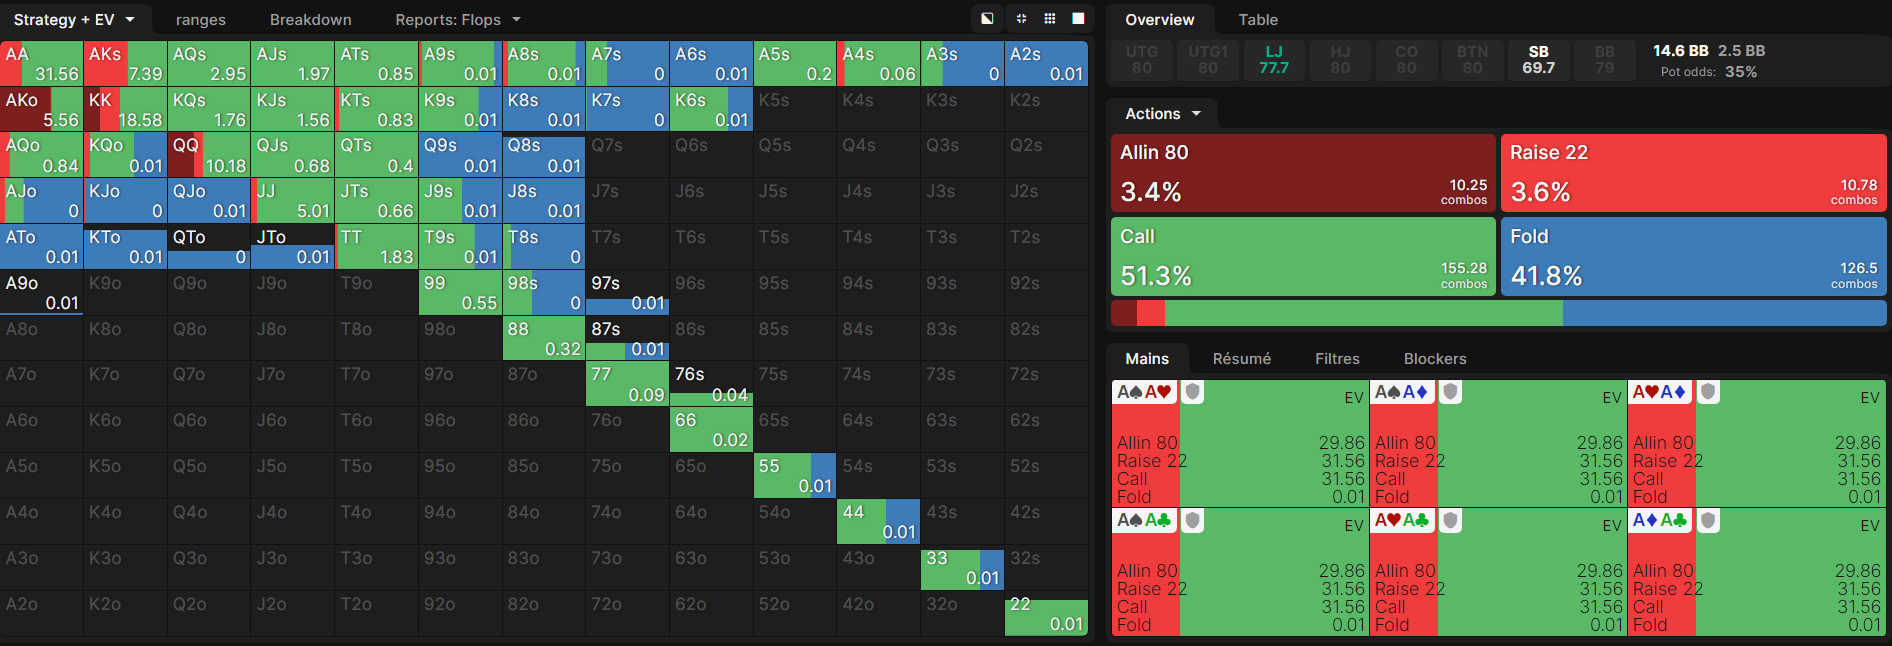 Strategy + EV ranges Breakdown Reports: Flops
AA 31.56 AKs 7.39 AQs 2.95 AJs 1.97 ATs 0.85 A9s 0.01 A8s 0.01 A7s 0 A6s 0.01 A5s 0.2 A4s 0.06 A3s 0 A2s 0.01
AKo 5.56 KK 18.58 KQs 1.76 KJs 1.56 KTs 0.83 K9s 0.01 K8s 0.01 K7s 0 K6s 0.01 K5s K4s K3s K2s
AQo 0.84 KQo 0.01 QQ 10.18 QJs 0.68 QTs 0.4 Q9s 0.01 Q8s 0.01 Q7s Q6s Q5s Q4s Q3s Q2s
AJo 0 KJo 0 QJo 0.01 JJ 5.01 JTs 0.66 J9s 0.01 J8s 0.01 J7s J6s J5s J4s J3s J2s
ATo 0.01 KTo 0.01 QTo 0 JTo 0.01 TT 1.83 T9s 0.01 T8s 0 T7s T6s T5s T4s T3s T2s
A9o 0.01 K9o Q9o J9o T9o 99 0.55 98s 0 97s 0.01 96s 95s 94s 93s 92s
A8o K8o Q8o J8o T8o 98o 88 0.32 87s 0.01 86s 85s 84s 83s 82s
A7o K7o Q7o J7o T7o 97o 87o 77 0.09 76s 0.04 75s 74s 73s 72s
A6o K6o Q6o J6o T6o 96o 86o 76o 66 0.02 65s 64s 63s 62s
A5o K5o Q5o J5o T5o 95o 85o 75o 65o 55 0.01 54s 53s 52s
A4o K4o Q4o J4o T4o 94o 84o 74o 64o 54o 44 0.01 43s 42s
A3o K3o Q3o J3o T3o 93o 83o 73o 63o 53o 43o 33 0.01 32s
A2o K2o Q2o J2o T2o 92o 82o 72o 62o 52o 42o 32o 22 0.01
Overview Table
UTG UTG1 LJ HJ CO BTN SB BB 14.6 BB 2.5 BB
80 80 77.7 80 80 80 69.7 79 Pot odds: 35%
Actions
Allin 80 Raise 22
3.4% 10.25 combos 3.6% 10.78 combos
Call Fold
51.3% 155.28 combos 41.8% 126.5 combos
Mains Résumé Filtres Blockers
A♠A♥ EV A♠A♦ EV A♥A♦ EV
Allin 80 29.86 Allin 80 29.86 Allin 80 29.86
Raise 22 31.56 Raise 22 31.56 Raise 22 31.56
Call 31.56 Call 31.56 Call 31.56
Fold 0.01 Fold 0.01 Fold 0.01
A♠A♣ EV A♥A♣ EV A♦A♣ EV
Allin 80 29.86 Allin 80 29.86 Allin 80 29.86
Raise 22 31.56 Raise 22 31.56 Raise 22 31.56
Call 31.56 Call 31.56 Call 31.56
Fold 0.01 Fold 0.01 Fold 0.01